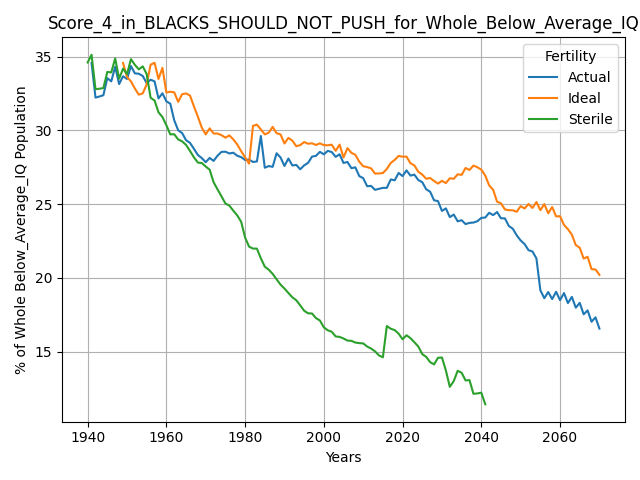 Score_4_in_BLACKS_SHOULD_NOT_PUSH_for_Whole_Below_Average_IQ
Fertility
Actual
Ideal
Sterile
% of Whole Below_Average_IQ Population
35
30
25
20
15
1940 1960 1980 2000 2020 2040 2060
Years